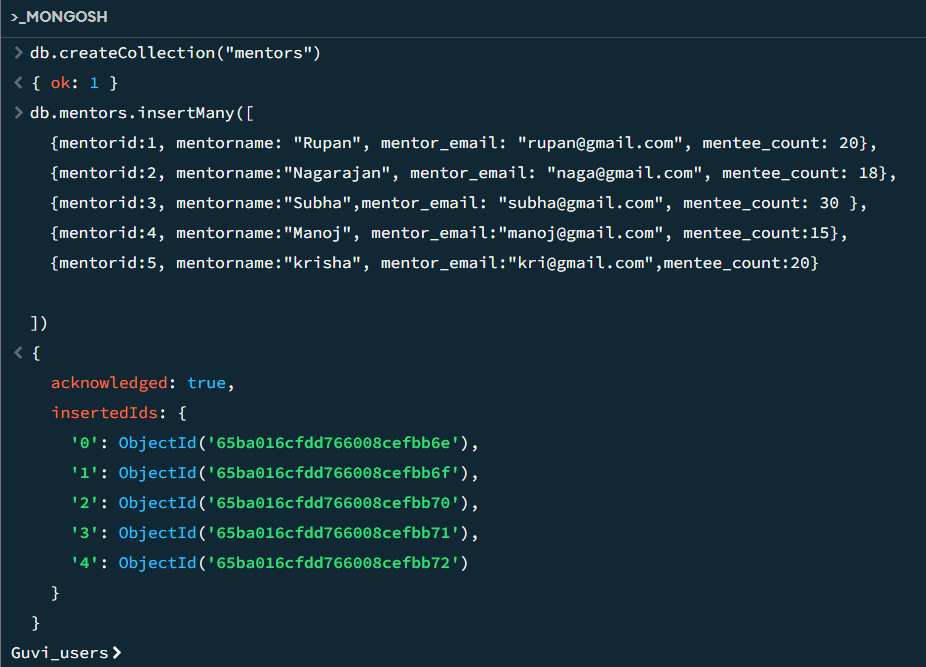 >_MONGOSH
> db.createCollection("mentors")
< { ok: 1 }
> db.mentors.insertMany([
{mentorid:1, mentorname: "Rupan", mentor_email: "rupan@gmail.com", mentee_count: 20},
{mentorid:2, mentorname:"Nagarajan", mentor_email: "naga@gmail.com", mentee_count: 18},
{mentorid:3, mentorname:"Subha",mentor_email: "subha@gmail.com", mentee_count: 30 },
{mentorid:4, mentorname:"Manoj", mentor_email:"manoj@gmail.com", mentee_count:15},
{mentorid:5, mentorname:"krisha", mentor_email:"kri@gmail.com",mentee_count:20}
])
< {
acknowledged: true,
insertedIds: {
'0': ObjectId('65ba016cfdd766008cefbb6e'),
'1': ObjectId('65ba016cfdd766008cefbb6f'),
'2': ObjectId('65ba016cfdd766008cefbb70'),
'3': ObjectId('65ba016cfdd766008cefbb71'),
'4': ObjectId('65ba016cfdd766008cefbb72')
}
}
Guvi_users>